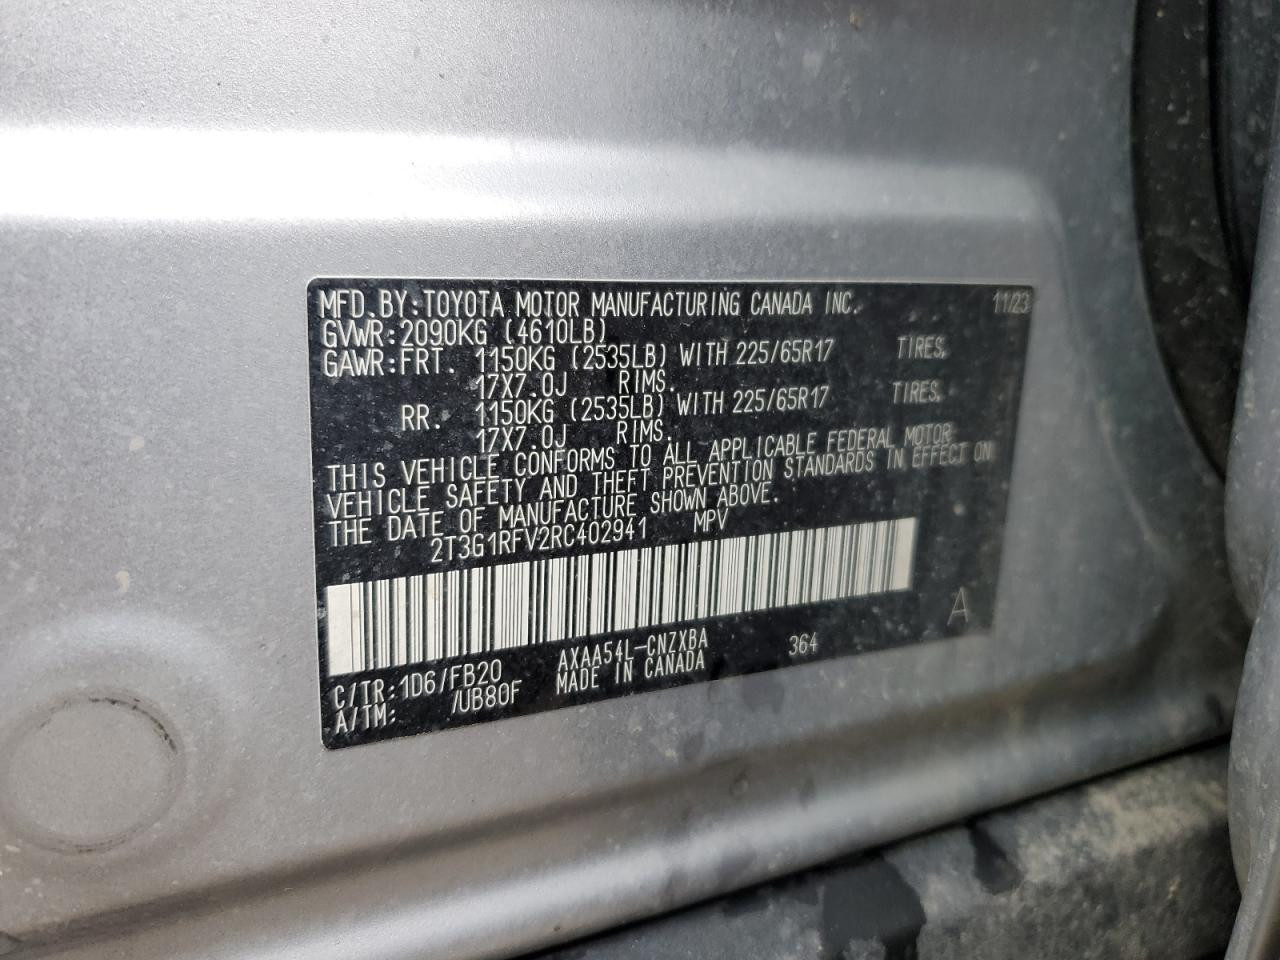 MFD.BY:TOYOTA MOTOR MANUFACTURING CANADA INC. 11/23
GVWR:2090KG (4610LB)
GAWR:FRT. 1150KG (2535LB) WITH 225/65R17 TIRES.
17X7.0J RIMS.
RR. 1150KG (2535LB) WITH 225/65R17 TIRES.
17X7.0J RIMS.
THIS VEHICLE CONFORMS TO ALL APPLICABLE FEDERAL MOTOR
VEHICLE SAFETY AND THEFT PREVENTION STANDARDS IN EFFECT ON
THE DATE OF MANUFACTURE SHOWN ABOVE.
2T3G1RFV2RC402941 MPV
A
C/TR:1D6/FB20 AXAA54L-CNZXBA 364
A/TM: /UB80F MADE IN CANADA